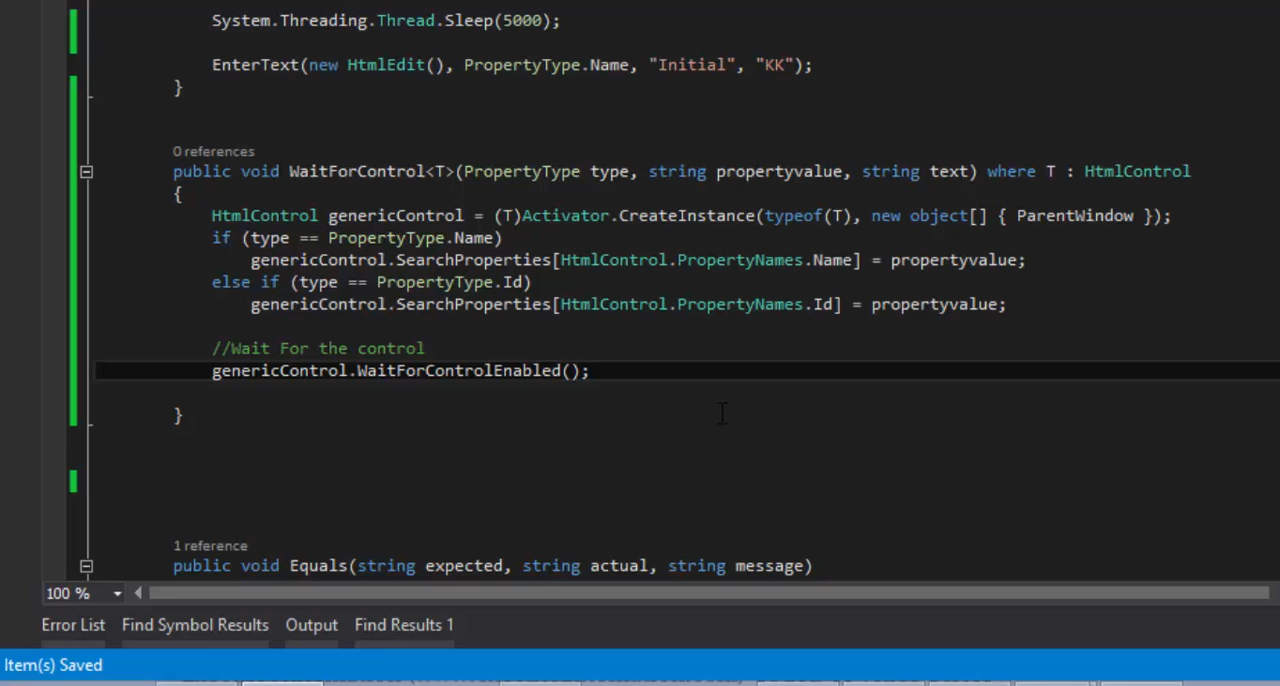 System.Threading.Thread.Sleep(5000);
EnterText(new HtmlEdit(), PropertyType.Name, "Initial", "KK");
}
0 references
public void WaitForControl<T>(PropertyType type, string propertyvalue, string text) where T : HtmlControl
{
HtmlControl genericControl = (T)Activator.CreateInstance(typeof(T), new object[] { ParentWindow });
if (type == PropertyType.Name)
genericControl.SearchProperties[HtmlControl.PropertyNames.Name] = propertyvalue;
else if (type == PropertyType.Id)
genericControl.SearchProperties[HtmlControl.PropertyNames.Id] = propertyvalue;
//Wait For the control
genericControl.WaitForControlEnabled();
}
1 reference
public void Equals(string expected, string actual, string message)
100 %
Error List Find Symbol Results Output Find Results 1
Item(s) Saved